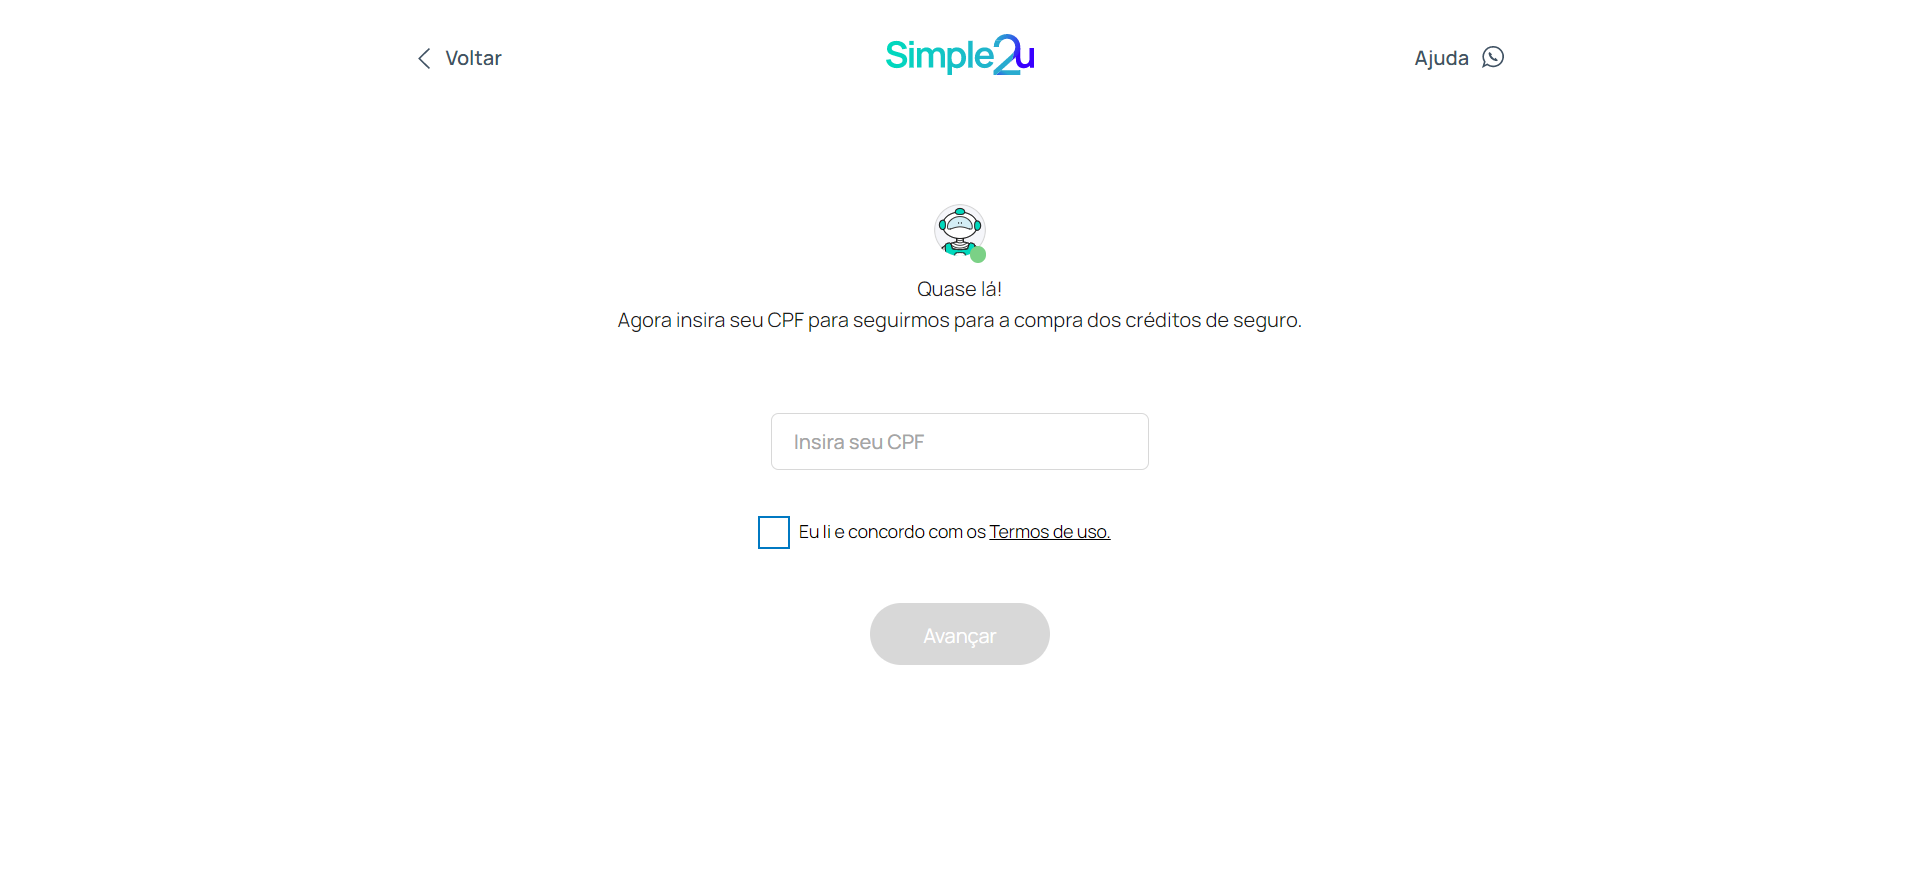 Voltar
Simple2u
Ajuda
Quase lá!
Agora insira seu CPF para seguirmos para a compra dos créditos de seguro.
Insira seu CPF
Eu li e concordo com os Termos de uso.
Avançar